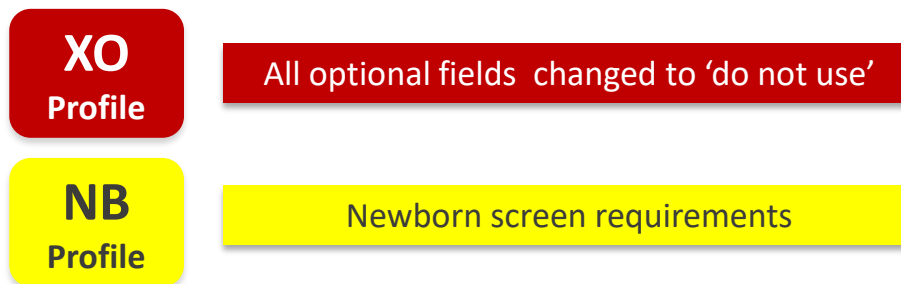 XO
Profile
All optional fields  changed to ‘do not use’
NB
Profile
Newborn screen requirements